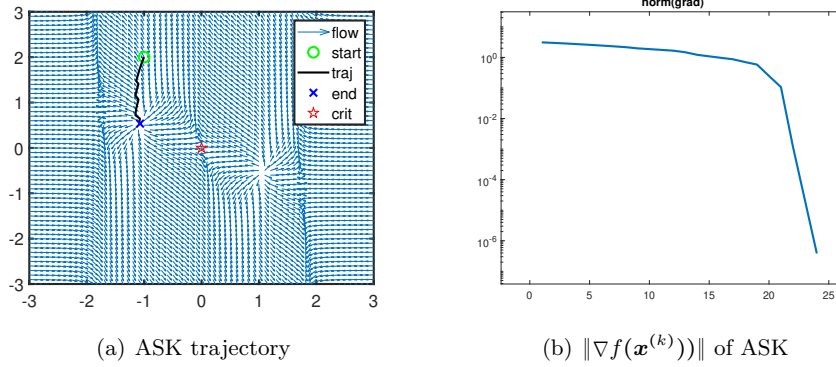 3
2
1
0
-1
-2
-3
-3 -2 -1 0 1 2 3
flow
start
traj
end
crit
(a) ASK trajectory
norm(grad)
10^0
10^-2
10^-4
10^-6
0 5 10 15 20 25
(b) ‖∇f(x^(k)))‖ of ASK